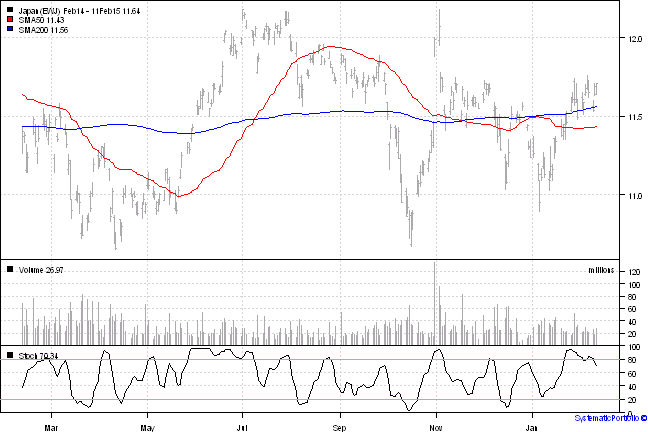 Japan (EWJ) Feb14 - 11Feb15 11.64
SMA50 11.43
SMA200 11.56
12.0
11.5
11.0
Volume 26.97
millions
120
100
80
60
40
20
Stoch 70.34
100
80
60
40
20
0
Mar May Jul Sep Nov Jan
SystematicPortfolio ©